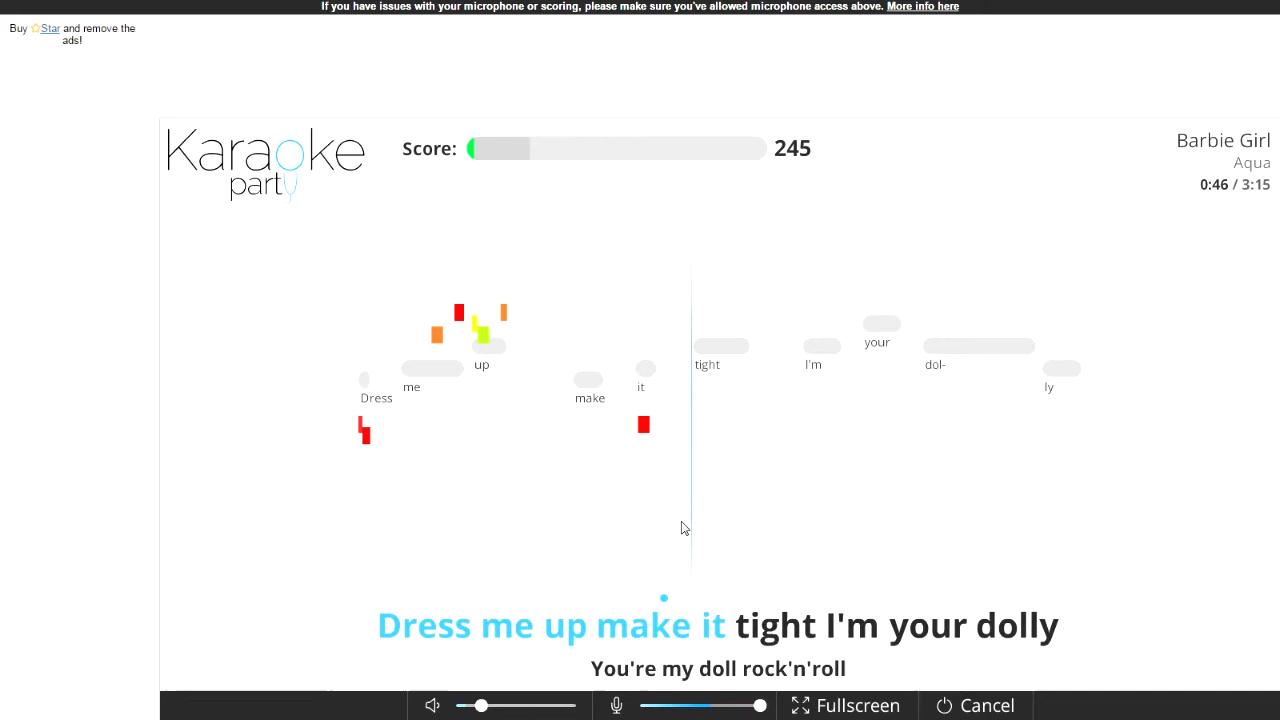 If you have issues with your microphone or scoring, please make sure you've allowed microphone access above. More info here
Buy Star and remove the
ads!
Karaoke
party
Score: 245
Barbie Girl
Aqua
0:46 / 3:15
your
up
tight
I'm
dol-
me
it
ly
Dress
make
Dress me up make it tight I'm your dolly
You're my doll rock'n'roll
Fullscreen
Cancel